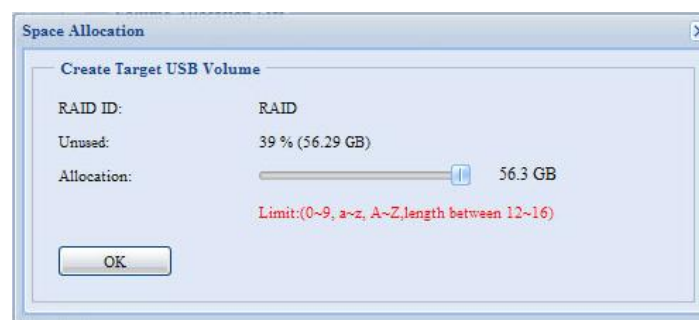 Space Allocation
Create Target USB Volume
RAID ID: RAID
Unused: 39 % (56.29 GB)
Allocation: 56.3 GB
Limit:(0~9, a~z, A~Z,length between 12~16)
OK